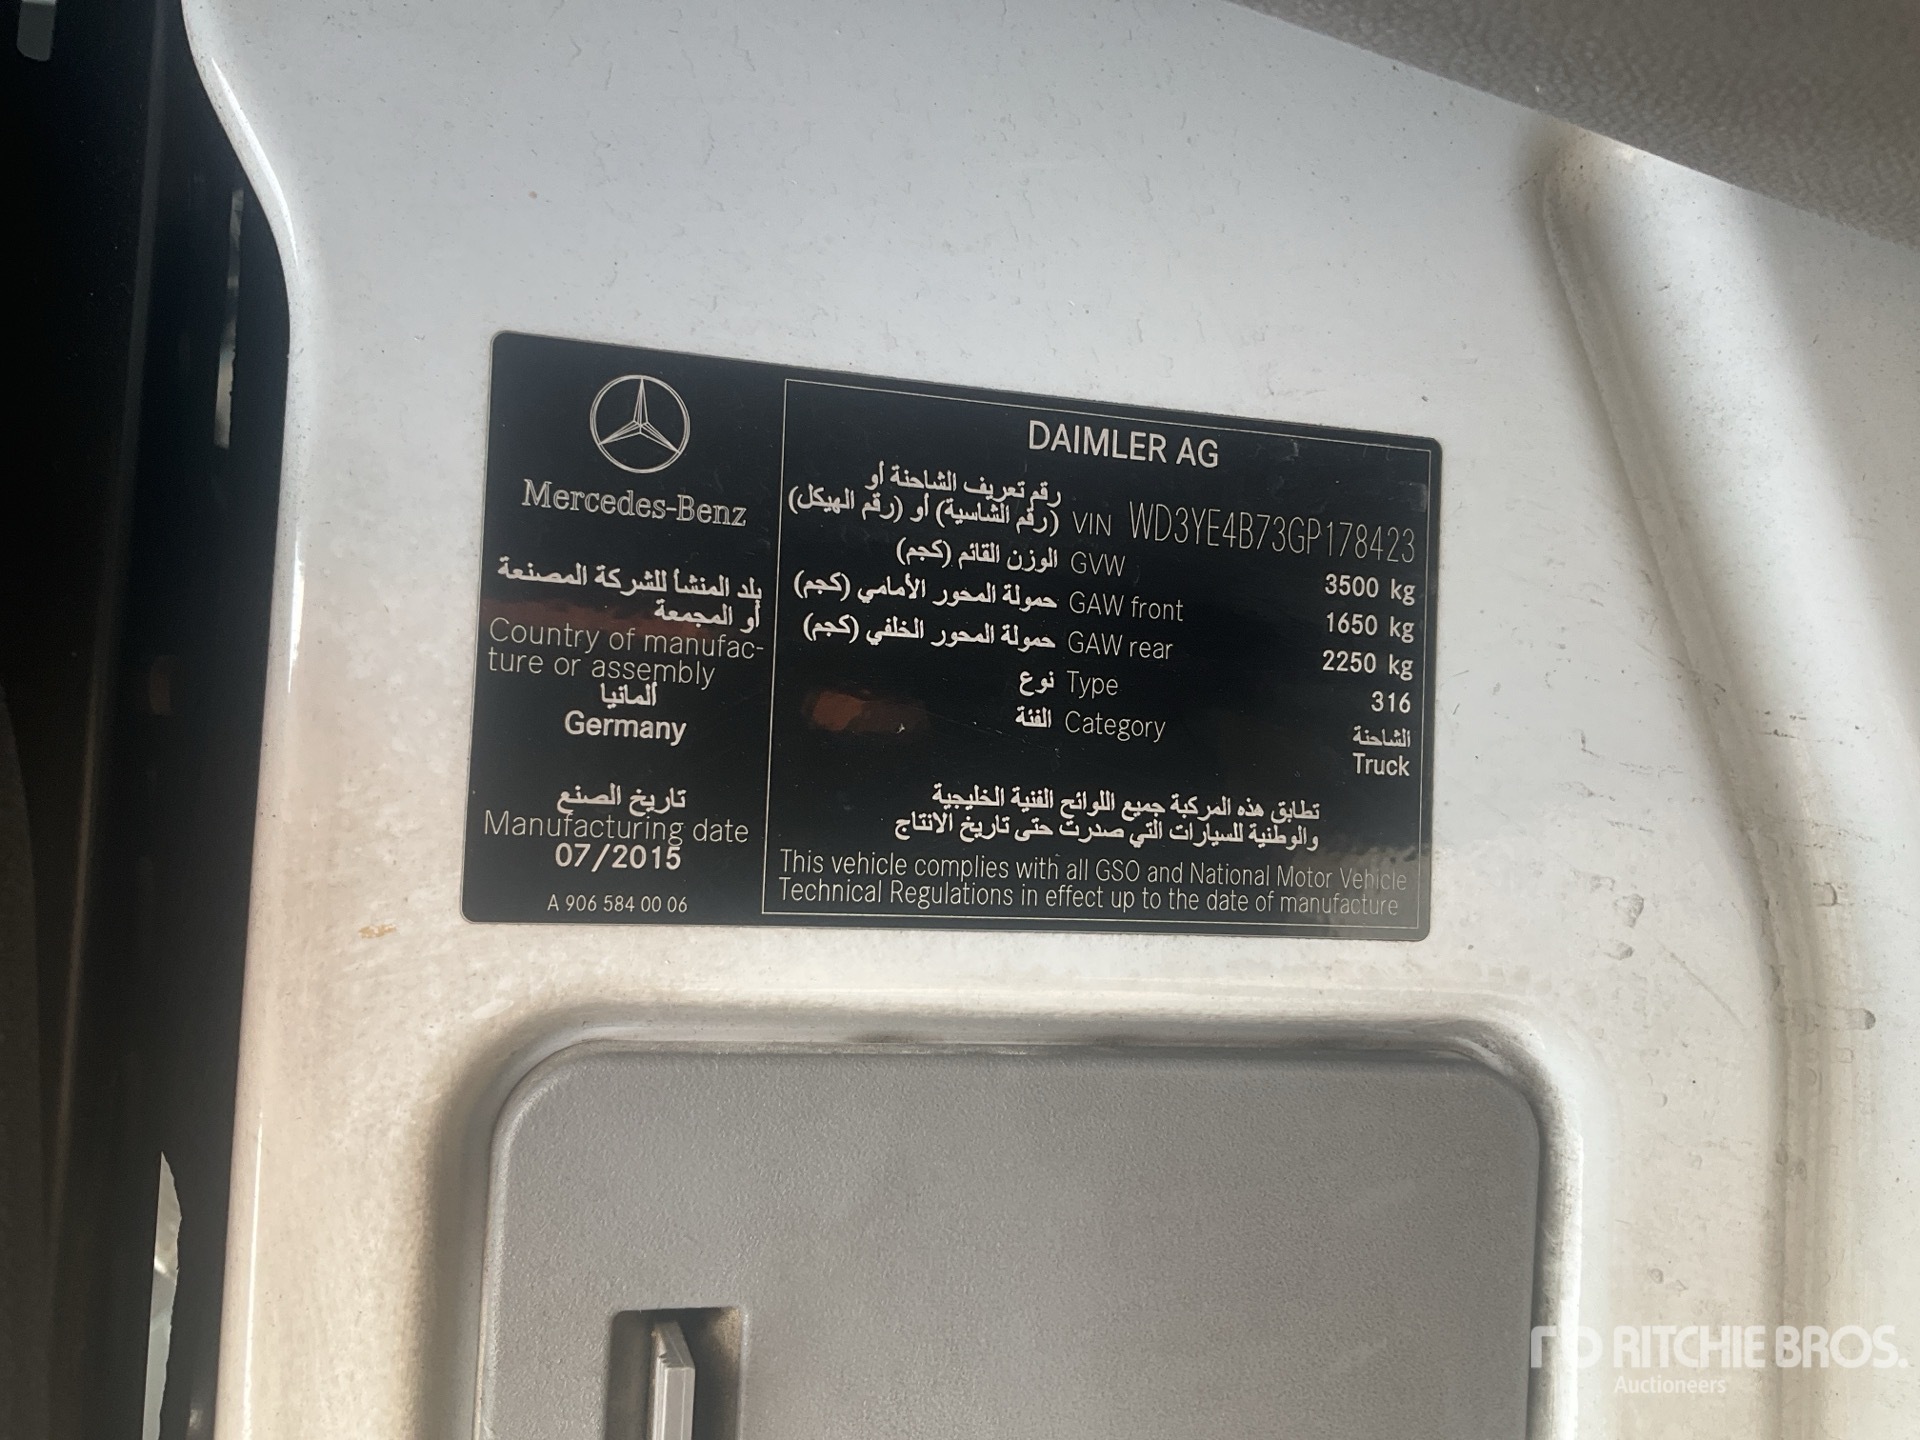 Mercedes-Benz
بلد المنشأ للشركة المصنعة
أو المجمعة
Country of manufac-
ture or assembly
ألمانيا
Germany
تاريخ الصنع
Manufacturing date
07/2015
A 906 584 00 06
DAIMLER AG
رقم تعريف الشاحنة أو
(رقم الشاسية) أو (رقم الهيكل) VIN WD3YE4B73GP178423
الوزن القائم (كجم) GVW 3500 kg
حمولة المحور الأمامي (كجم) GAW front 1650 kg
حمولة المحور الخلفي (كجم) GAW rear 2250 kg
نوع Type 316
الفئة Category الشاحنة
Truck
تطابق هذه المركبة جميع اللوائح الفنية الخليجية
والوطنية للسيارات التي صدرت حتى تاريخ الانتاج
This vehicle complies with all GSO and National Motor Vehicle
Technical Regulations in effect up to the date of manufacture
RITCHIE BROS.
Auctioneers